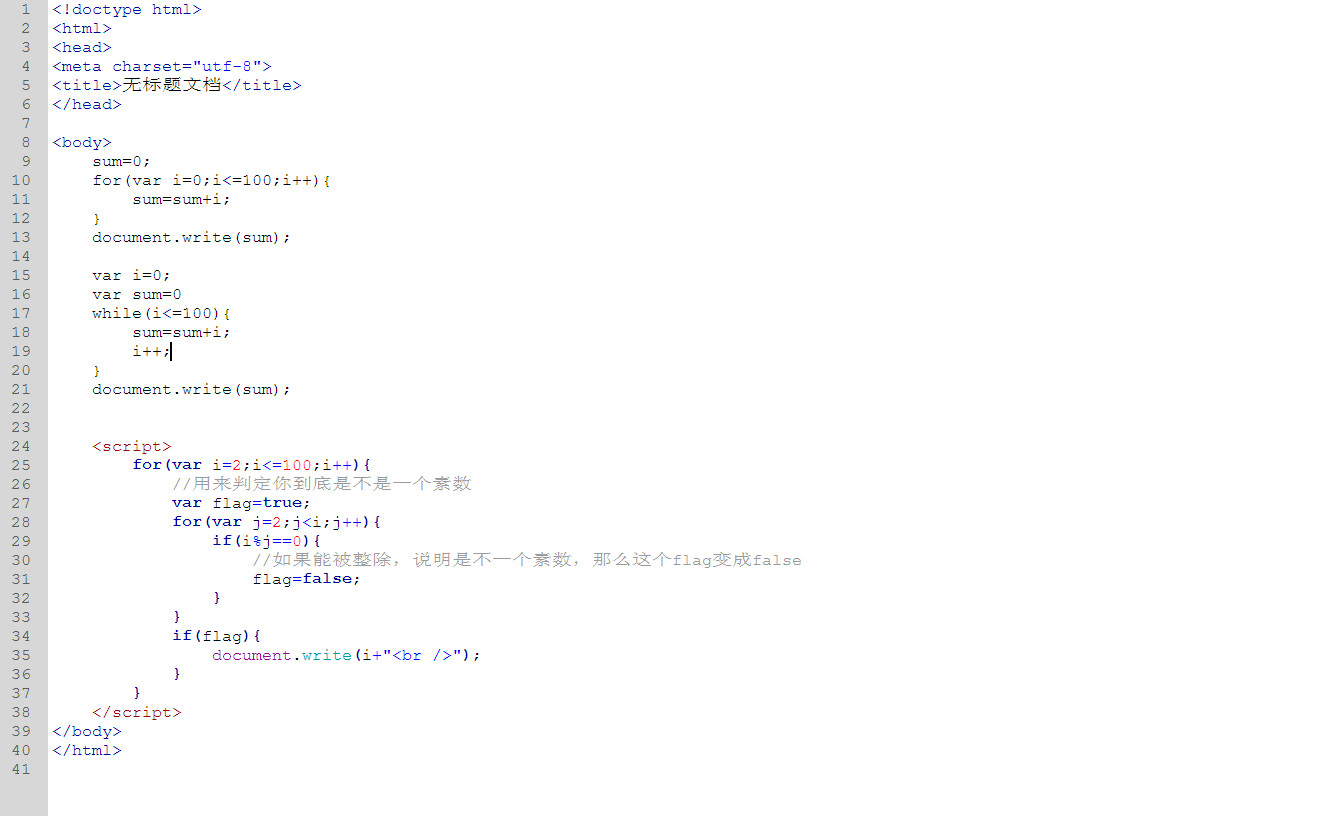 1 <!doctype html>
2 <html>
3 <head>
4 <meta charset="utf-8">
5 <title>无标题文档</title>
6 </head>
7
8 <body>
9     sum=0;
10     for(var i=0;i<=100;i++){
11         sum=sum+i;
12     }
13     document.write(sum);
14
15     var i=0;
16     var sum=0
17     while(i<=100){
18         sum=sum+i;
19         i++;
20     }
21     document.write(sum);
22
23
24     <script>
25         for(var i=2;i<=100;i++){
26             //用来判定你到底是不是一个素数
27             var flag=true;
28             for(var j=2;j<i;j++){
29                 if(i%j==0){
30                     //如果能被整除，说明是不一个素数，那么这个flag变成false
31                     flag=false;
32                 }
33             }
34             if(flag){
35                 document.write(i+"<br />");
36             }
37         }
38     </script>
39 </body>
40 </html>
41